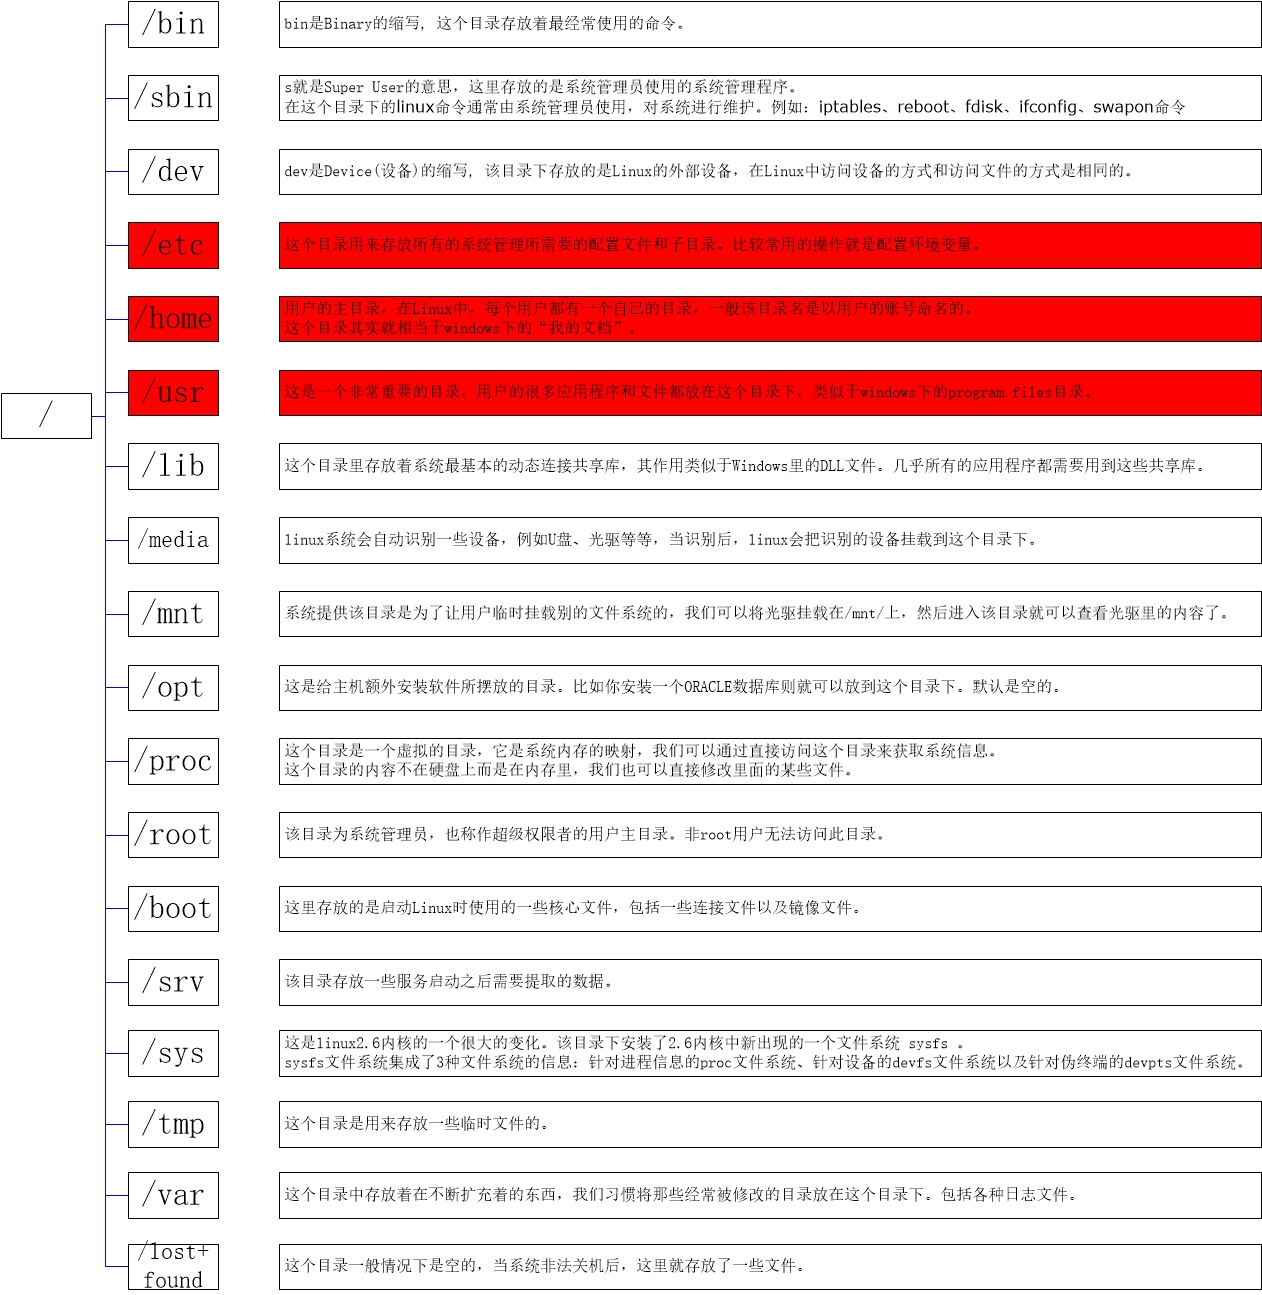 /bin
bin是Binary的缩写, 这个目录存放着最经常使用的命令。
/sbin
s就是Super User的意思，这里存放的是系统管理员使用的系统管理程序。
在这个目录下的linux命令通常由系统管理员使用，对系统进行维护。例如：iptables、reboot、fdisk、ifconfig、swapon命令
/dev
dev是Device(设备)的缩写, 该目录下存放的是Linux的外部设备，在Linux中访问设备的方式和访问文件的方式是相同的。
/etc
这个目录用来存放所有的系统管理所需要的配置文件和子目录。比较常用的操作就是配置环境变量。
/home
用户的主目录，在Linux中，每个用户都有一个自己的目录，一般该目录名是以用户的账号命名的。
这个目录其实就相当于windows下的“我的文档”。
/usr
这是一个非常重要的目录，用户的很多应用程序和文件都放在这个目录下，类似于windows下的program files目录。
/
/lib
这个目录里存放着系统最基本的动态连接共享库，其作用类似于Windows里的DLL文件。几乎所有的应用程序都需要用到这些共享库。
/media
linux系统会自动识别一些设备，例如U盘、光驱等等，当识别后，linux会把识别的设备挂载到这个目录下。
/mnt
系统提供该目录是为了让用户临时挂载别的文件系统的，我们可以将光驱挂载在/mnt/上，然后进入该目录就可以查看光驱里的内容了。
/opt
这是给主机额外安装软件所摆放的目录。比如你安装一个ORACLE数据库则就可以放到这个目录下。默认是空的。
/proc
这个目录是一个虚拟的目录，它是系统内存的映射，我们可以通过直接访问这个目录来获取系统信息。
这个目录的内容不在硬盘上而是在内存里，我们也可以直接修改里面的某些文件。
/root
该目录为系统管理员，也称作超级权限者的用户主目录。非root用户无法访问此目录。
/boot
这里存放的是启动Linux时使用的一些核心文件，包括一些连接文件以及镜像文件。
/srv
该目录存放一些服务启动之后需要提取的数据。
/sys
这是linux2.6内核的一个很大的变化。该目录下安装了2.6内核中新出现的一个文件系统 sysfs 。
sysfs文件系统集成了3种文件系统的信息：针对进程信息的proc文件系统、针对设备的devfs文件系统以及针对伪终端的devpts文件系统。
/tmp
这个目录是用来存放一些临时文件的。
/var
这个目录中存放着在不断扩充着的东西，我们习惯将那些经常被修改的目录放在这个目录下。包括各种日志文件。
/lost+
found
这个目录一般情况下是空的，当系统非法关机后，这里就存放了一些文件。